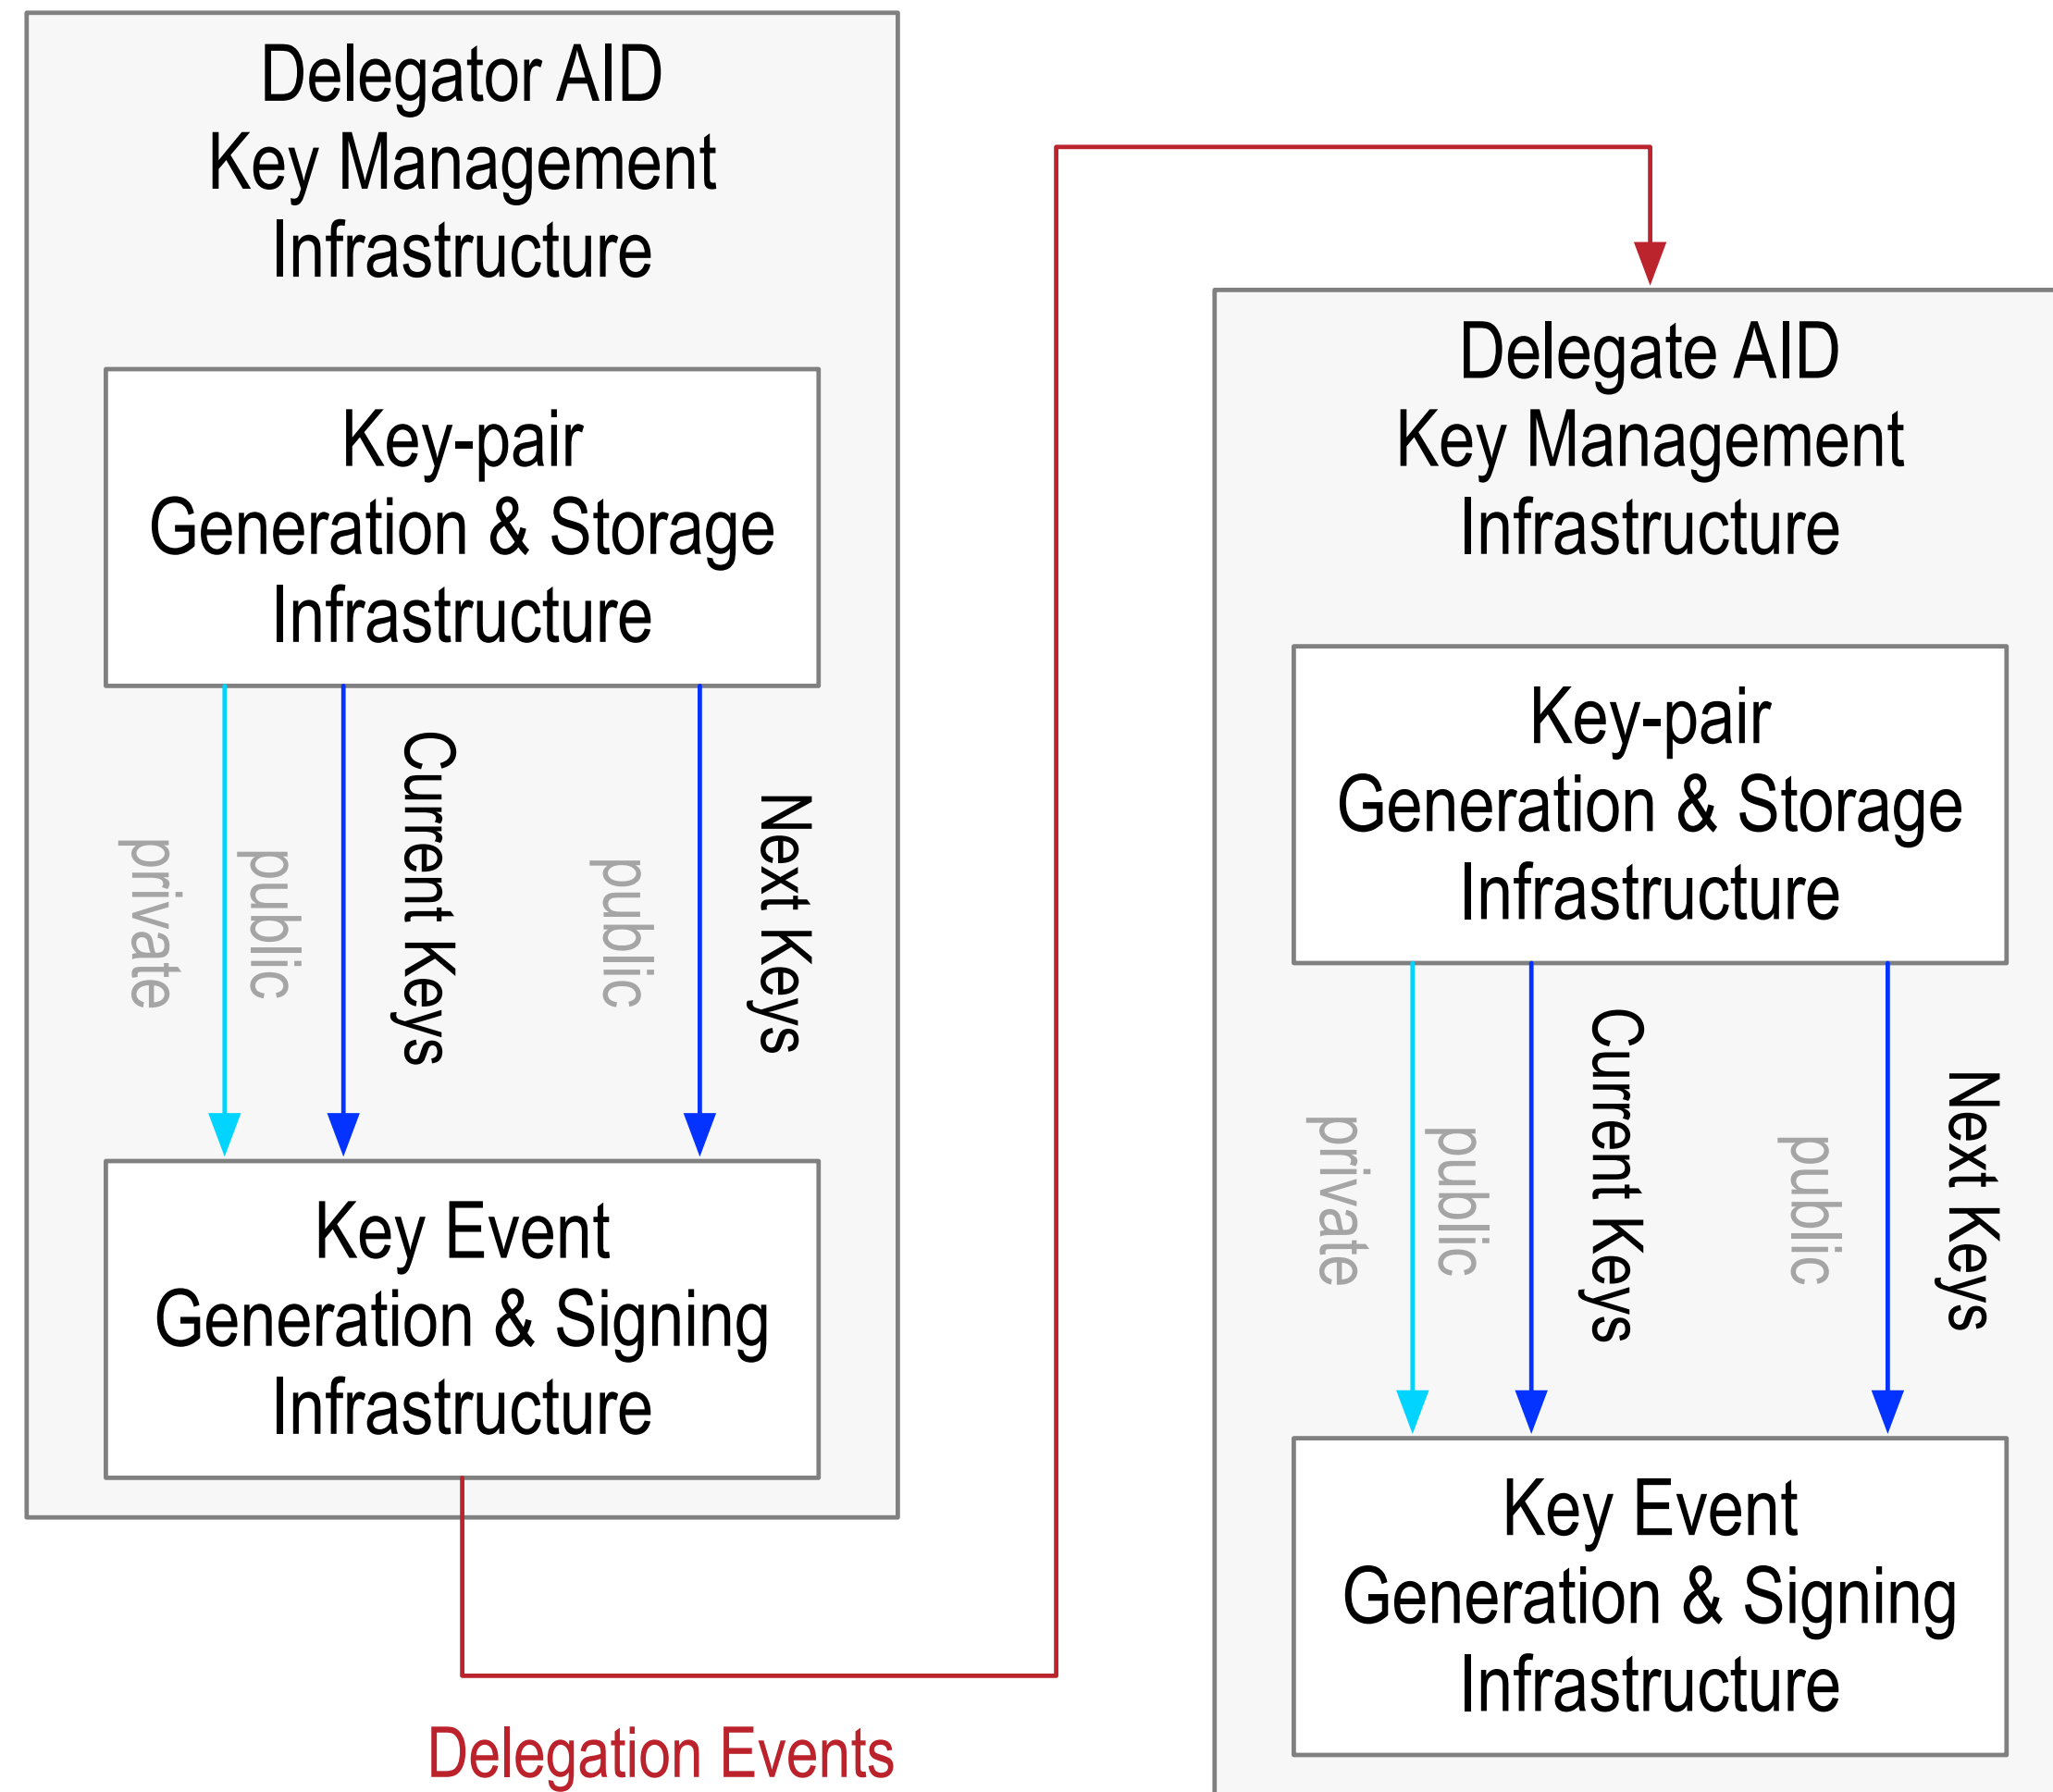 Delegator AID
Key Management
Infrastructure
Key-pair
Generation & Storage
Infrastructure
private
public
Current Keys
public
Next Keys
Key Event
Generation & Signing
Infrastructure
Delegation Events
Delegate AID
Key Management
Infrastructure
Key-pair
Generation & Storage
Infrastructure
private
public
Current Keys
public
Next Keys
Key Event
Generation & Signing
Infrastructure